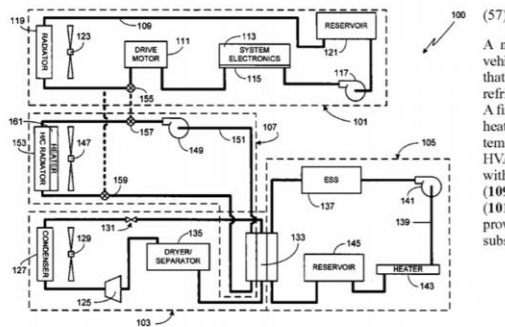 119
109
RESERVOIR
100
(57)
RADIATOR
123
111
DRIVE
MOTOR
113
SYSTEM
ELECTRONICS
115
121
117
155
101
161
153
H/C RADIATOR
HEATER
147
157
149
151
107
105
159
ESS
137
141
139
131
127
CONDENSER
129
135
DRYER/
SEPARATOR
125
133
145
RESERVOIR
HEATER
143
103
A m
vehic
that
refri
A fi
heat
tem
HVA
with
(109
(101
prov
subs